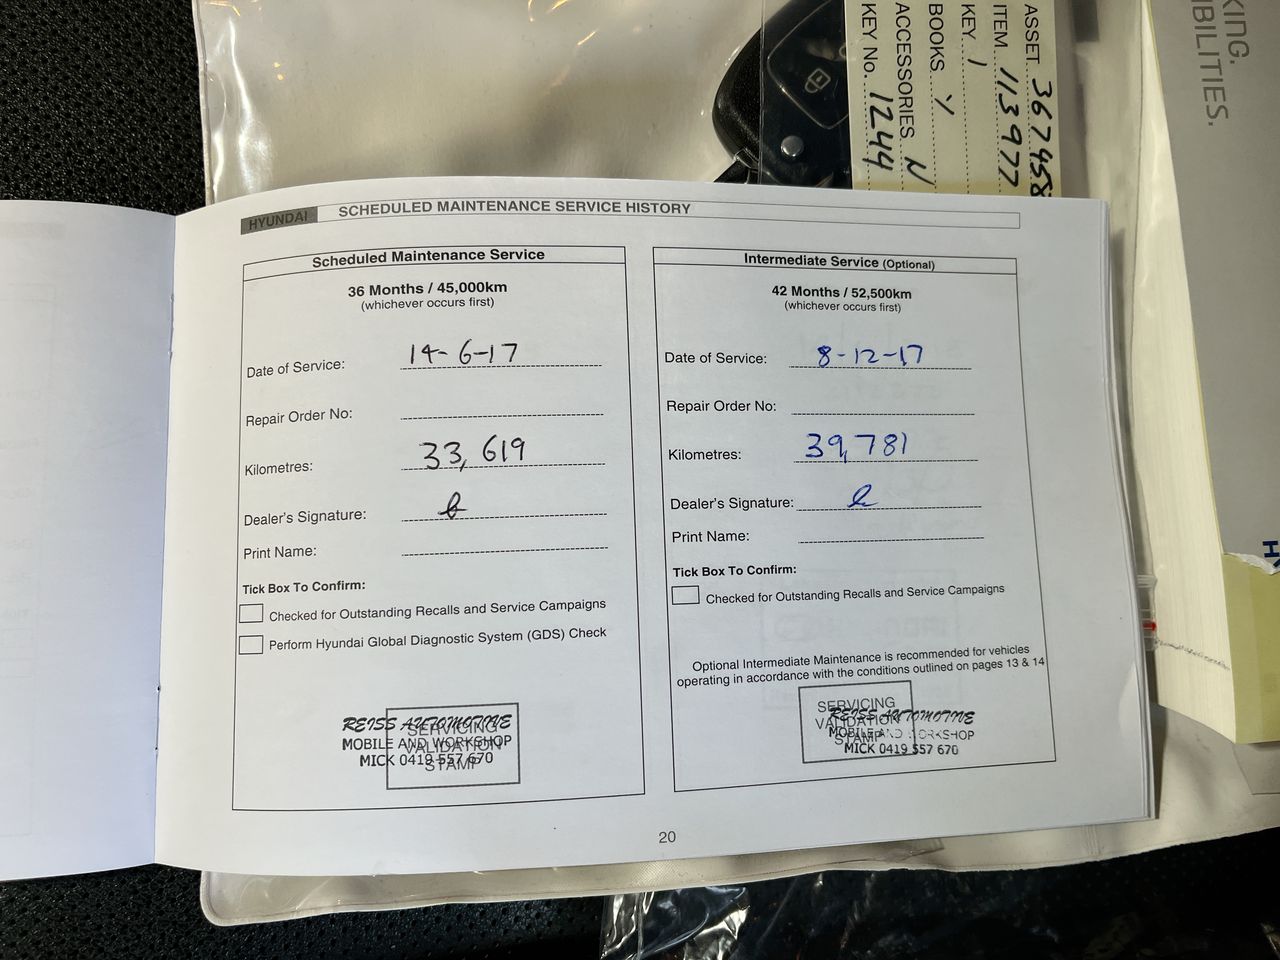 KING.
IBILITIES.
ASSET. 367458
ITEM. 113977
KEY. 1
BOOKS. Y
ACCESSORIES. N
KEY No. 1244
HYUNDAI SCHEDULED MAINTENANCE SERVICE HISTORY
Scheduled Maintenance Service
36 Months / 45,000km
(whichever occurs first)
Date of Service: 14-6-17
Repair Order No:
Kilometres: 33,619
Dealer's Signature:
Print Name:
Tick Box To Confirm:
Checked for Outstanding Recalls and Service Campaigns
Perform Hyundai Global Diagnostic System (GDS) Check
SERVICING
VALIDATION
STAMP
REISS AUTOMOTIVE
MOBILE AND WORKSHOP
MICK 0419 557 670
Intermediate Service (Optional)
42 Months / 52,500km
(whichever occurs first)
Date of Service: 8-12-17
Repair Order No:
Kilometres: 39,781
Dealer's Signature:
Print Name:
Tick Box To Confirm:
Checked for Outstanding Recalls and Service Campaigns
Optional Intermediate Maintenance is recommended for vehicles
operating in accordance with the conditions outlined on pages 13 & 14
SERVICING
VALIDATION
STAMP
REISS AUTOMOTIVE
MOBILE AND WORKSHOP
MICK 0419 557 670
20